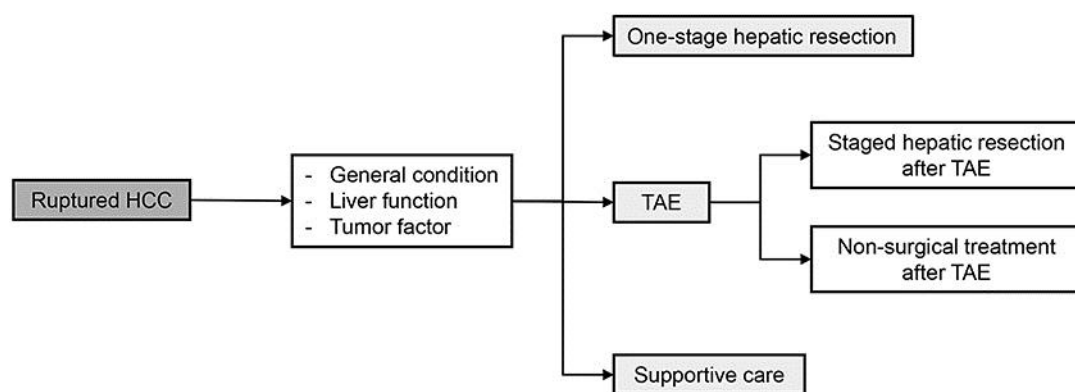 One-stage hepatic resection
Staged hepatic resection
after TAE
Ruptured HCC
- General condition
- Liver function
- Tumor factor
TAE
Non-surgical treatment
after TAE
Supportive care